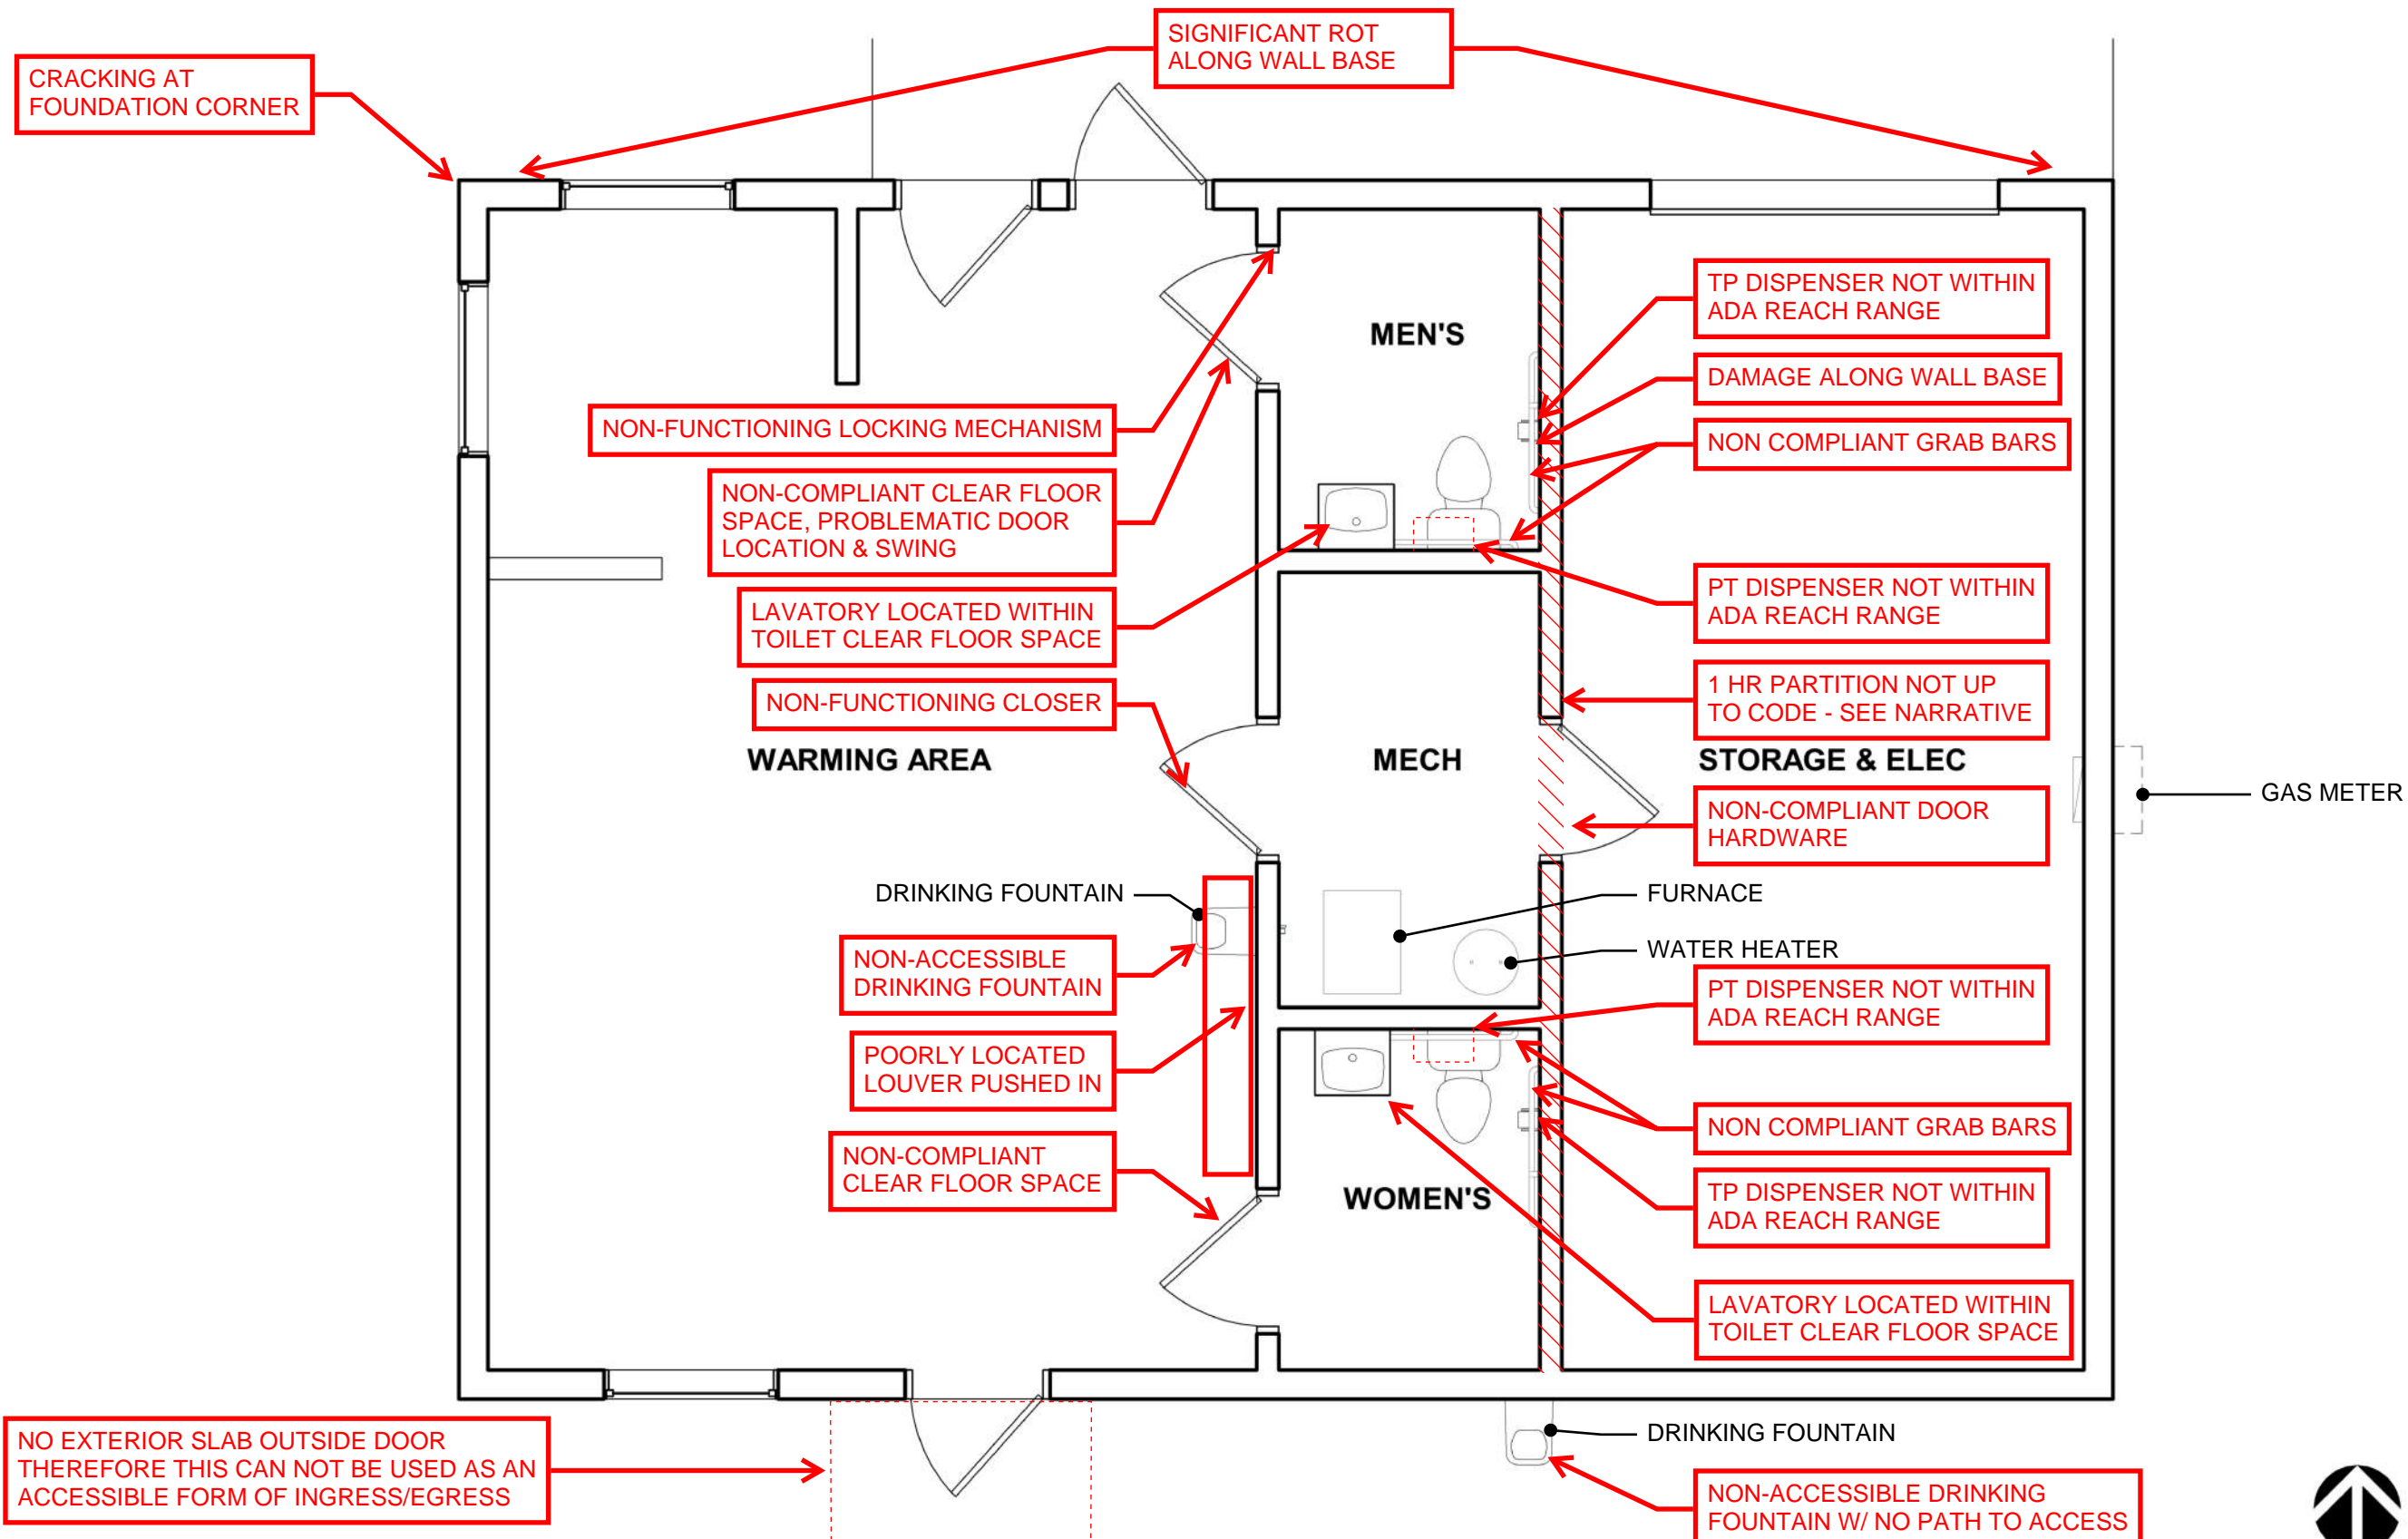 SIGNIFICANT ROT
ALONG WALL BASE
CRACKING AT
FOUNDATION CORNER
TP DISPENSER NOT WITHIN
ADA REACH RANGE
MEN'S
DAMAGE ALONG WALL BASE
NON-FUNCTIONING LOCKING MECHANISM
NON COMPLIANT GRAB BARS
NON-COMPLIANT CLEAR FLOOR
SPACE, PROBLEMATIC DOOR
LOCATION & SWING
PT DISPENSER NOT WITHIN
ADA REACH RANGE
LAVATORY LOCATED WITHIN
TOILET CLEAR FLOOR SPACE
1 HR PARTITION NOT UP
TO CODE - SEE NARRATIVE
NON-FUNCTIONING CLOSER
WARMING AREA
MECH
STORAGE & ELEC
GAS METER
NON-COMPLIANT DOOR
HARDWARE
DRINKING FOUNTAIN
FURNACE
WATER HEATER
NON-ACCESSIBLE
DRINKING FOUNTAIN
PT DISPENSER NOT WITHIN
ADA REACH RANGE
POORLY LOCATED
LOUVER PUSHED IN
NON COMPLIANT GRAB BARS
NON-COMPLIANT
CLEAR FLOOR SPACE
WOMEN'S
TP DISPENSER NOT WITHIN
ADA REACH RANGE
LAVATORY LOCATED WITHIN
TOILET CLEAR FLOOR SPACE
NO EXTERIOR SLAB OUTSIDE DOOR
THEREFORE THIS CAN NOT BE USED AS AN
ACCESSIBLE FORM OF INGRESS/EGRESS
DRINKING FOUNTAIN
NON-ACCESSIBLE DRINKING
FOUNTAIN W/ NO PATH TO ACCESS